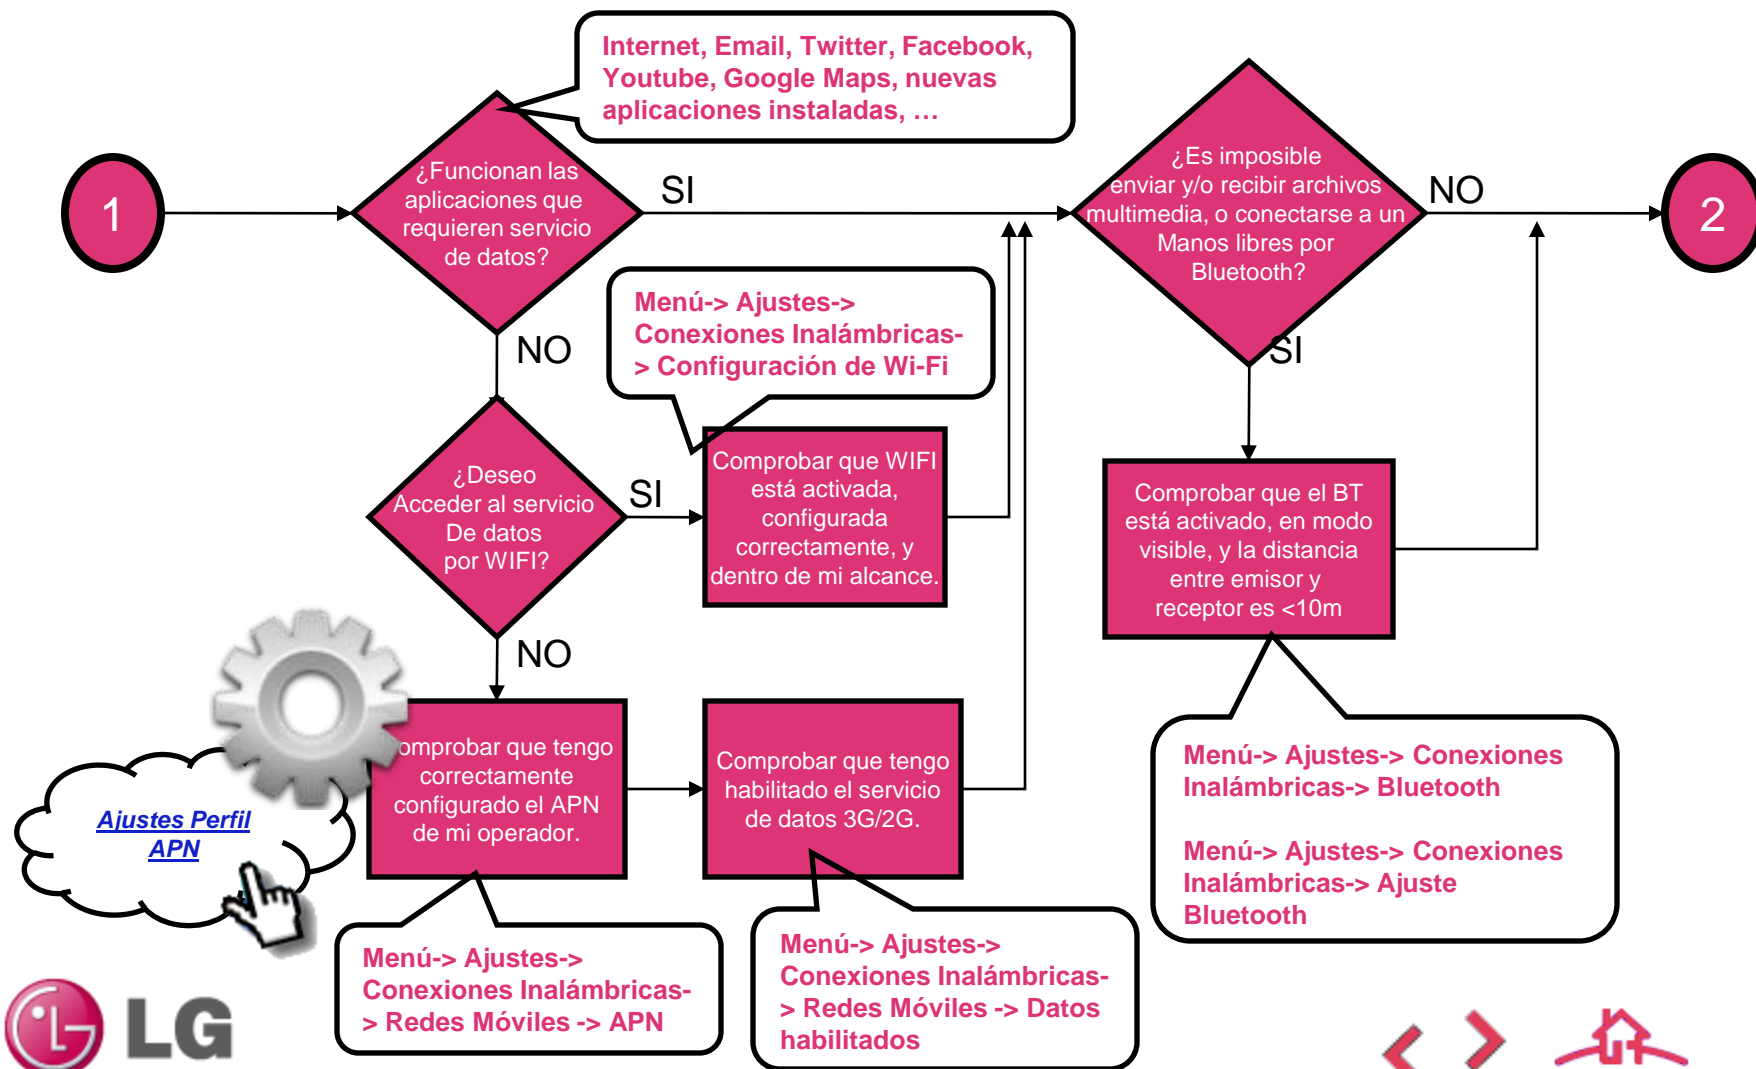 Internet, Email, Twitter, Facebook,
Youtube, Google Maps, nuevas
aplicaciones instaladas, …
1
¿Funcionan las
aplicaciones que
requieren servicio
de datos?
SI
¿Es imposible
enviar y/o recibir archivos
multimedia, o conectarse a un
Manos libres por
Bluetooth?
NO
2
NO
Menú-> Ajustes->
Conexiones Inalámbricas-
> Configuración de Wi-Fi
SI
¿Deseo
Acceder al servicio
De datos
por WIFI?
SI
Comprobar que WIFI
está activada,
configurada
correctamente, y
dentro de mi alcance.
Comprobar que el BT
está activado, en modo
visible, y la distancia
entre emisor y
receptor es <10m
NO
omprobar que tengo
correctamente
configurado el APN
de mi operador.
Comprobar que tengo
habilitado el servicio
de datos 3G/2G.
Ajustes Perfil
APN
Menú-> Ajustes-> Conexiones
Inalámbricas-> Bluetooth
Menú-> Ajustes-> Conexiones
Inalámbricas-> Ajuste
Bluetooth
Menú-> Ajustes->
Conexiones Inalámbricas-
> Redes Móviles -> APN
Menú-> Ajustes->
Conexiones Inalámbricas-
> Redes Móviles -> Datos
habilitados
LG